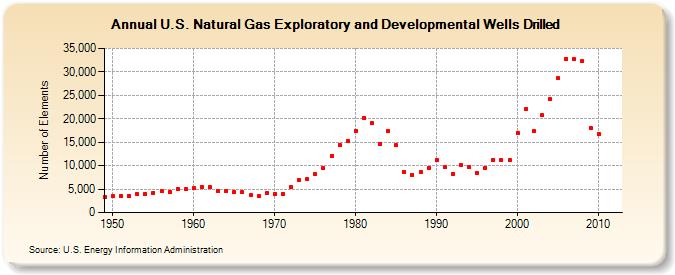 Annual U.S. Natural Gas Exploratory and Developmental Wells Drilled
Number of Elements
35,000
30,000
25,000
20,000
15,000
10,000
5,000
0
1950 1960 1970 1980 1990 2000 2010
Source: U.S. Energy Information Administration